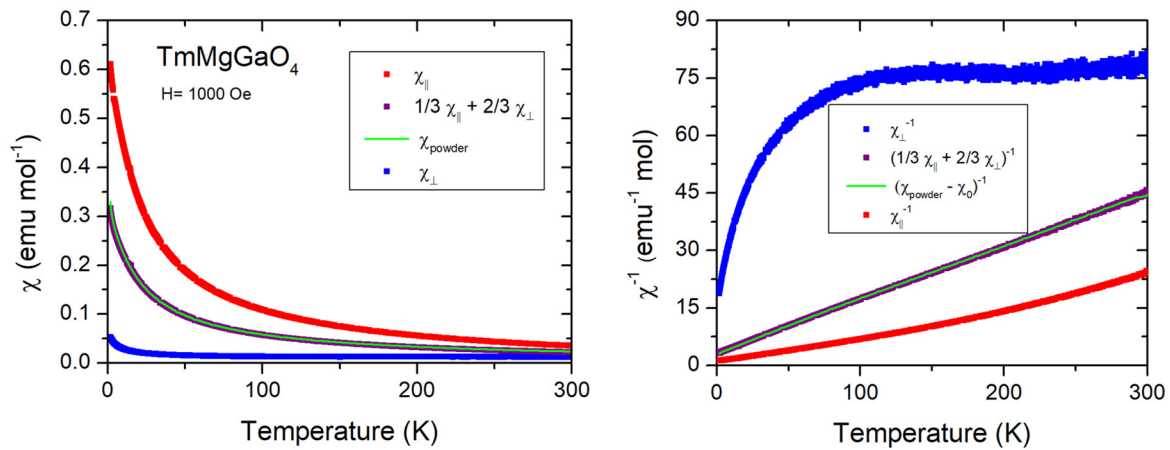 0.7
0.6
0.5
0.4
0.3
0.2
0.1
0.0
χ (emu mol⁻¹)
TmMgGaO₄
H= 1000 Oe
χ∥
1/3 χ∥ + 2/3 χ⊥
χpowder
χ⊥
0 100 200 300
Temperature (K)
90
75
60
45
30
15
0
χ⁻¹ (emu⁻¹ mol)
χ⊥⁻¹
(1/3 χ∥ + 2/3 χ⊥)⁻¹
(χpowder - χ₀)⁻¹
χ∥⁻¹
0 100 200 300
Temperature (K)